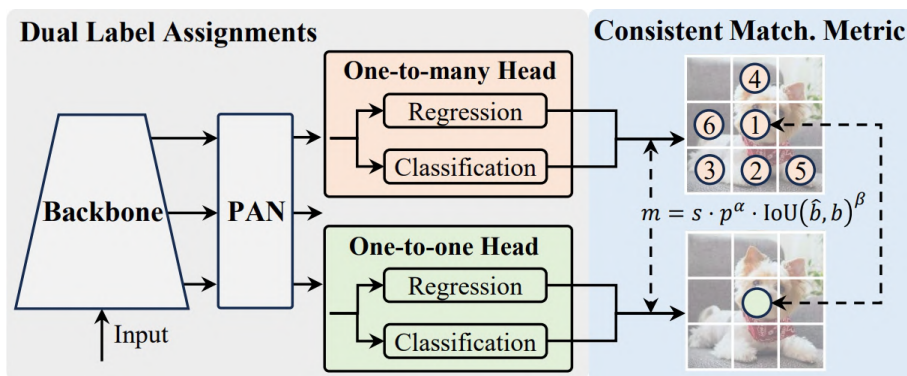 Dual Label Assignments
Consistent Match. Metric
One-to-many Head
Regression
Classification
Backbone
PAN
One-to-one Head
Regression
Classification
Input
4
6
1
3
2
5
m = s · p^α · IoU(b̂, b)^β